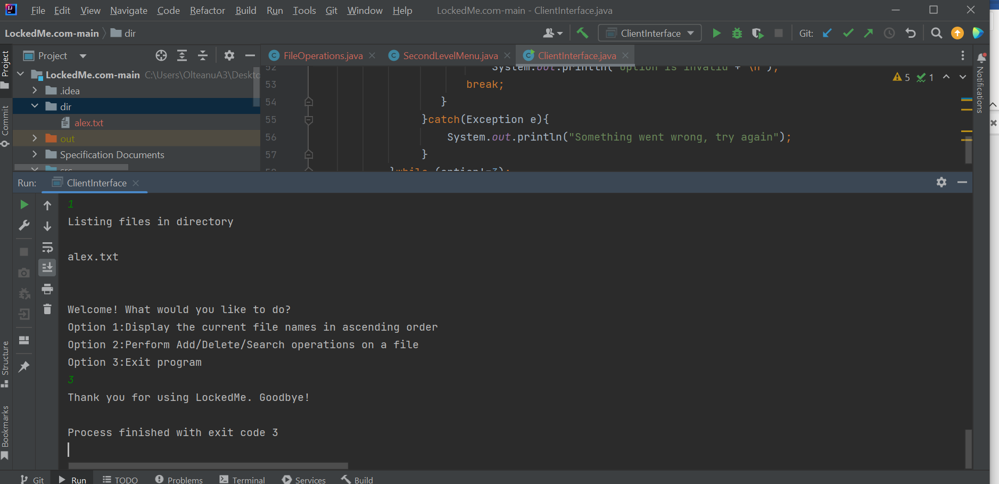 File Edit View Navigate Code Refactor Build Run Tools Git Window Help LockedMe.com-main - ClientInterface.java
LockedMe.com-main dir ClientInterface Git:
Project
FileOperations.java SecondLevelMenu.java ClientInterface.java
LockedMe.com-main C:\Users\OlteanuA3\Deskto
.idea
dir
alex.txt
out
Specification Documents
src
52 System.out.println("option is invalid"+ "\n");
53 break;
54 }
55 }catch(Exception e){
56 System.out.println("Something went wrong, try again");
57 }
58 }while (option!=3);
5 1
Project
Commit
Structure
Bookmarks
Notifications
Run: ClientInterface
1
Listing files in directory
alex.txt
Welcome! What would you like to do?
Option 1:Display the current file names in ascending order
Option 2:Perform Add/Delete/Search operations on a file
Option 3:Exit program
3
Thank you for using LockedMe. Goodbye!
Process finished with exit code 3
Git Run TODO Problems Terminal Services Build